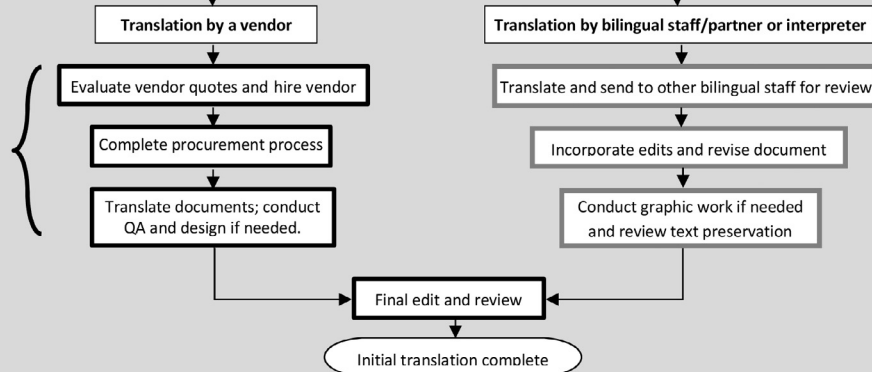 Translation by a vendor
Evaluate vendor quotes and hire vendor
Complete procurement process
Translate documents; conduct
QA and design if needed.
Translation by bilingual staff/partner or interpreter
Translate and send to other bilingual staff for review
Incorporate edits and revise document
Conduct graphic work if needed
and review text preservation
Final edit and review
Initial translation complete